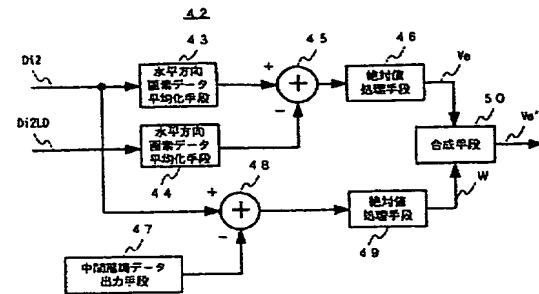 42
43
45
46
Di2
水平方向
画素データ
平均化手段
+
+
-
絶対値
処理手段
Ve
50
Di2LD
水平方向
画素データ
平均化手段
44
合成手段
Ve'
48
+
+
-
W
絶対値
処理手段
49
47
中間階調データ
出力手段